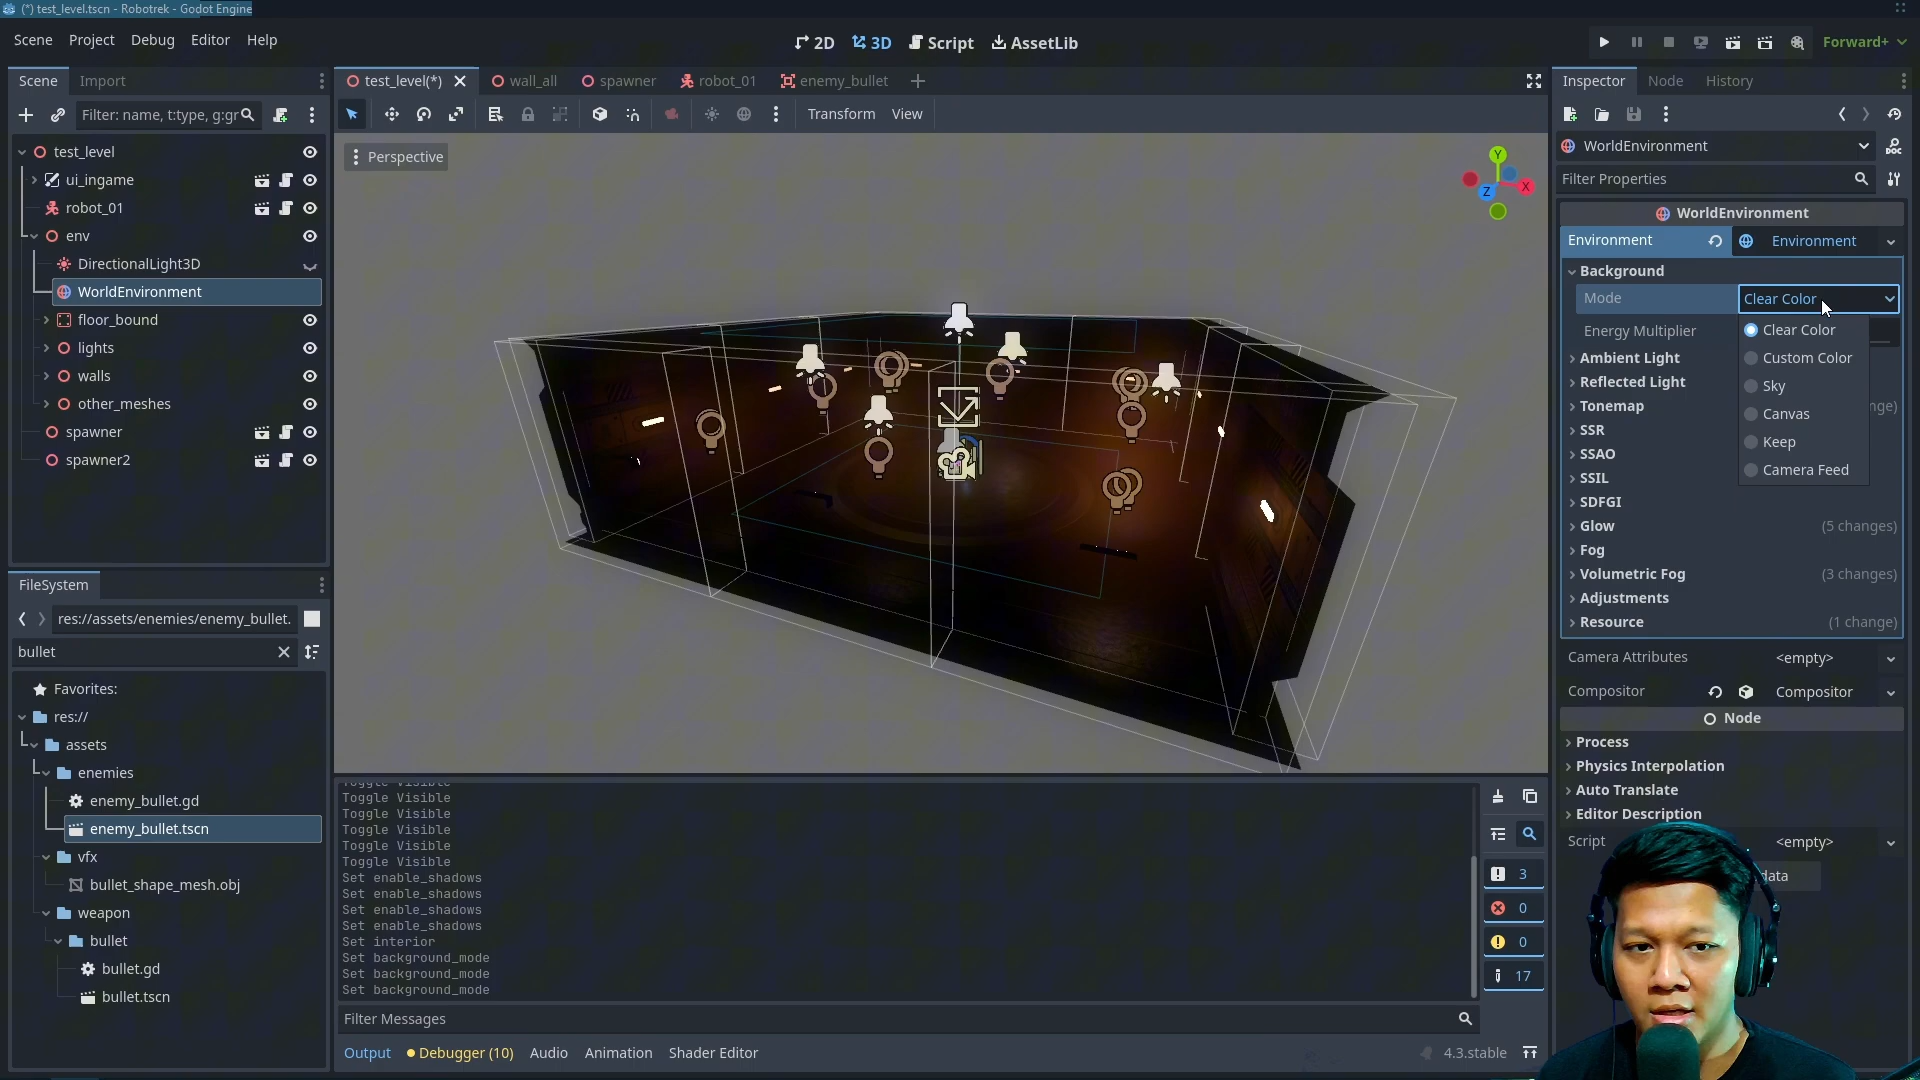 (*) test_level.tscn - Robotrek - Godot Engine
Scene Project Debug Editor Help
2D 3D Script AssetLib
Forward+
Scene Import
Filter: name, t:type, g:gr
test_level
ui_ingame
robot_01
env
DirectionalLight3D
WorldEnvironment
floor_bound
lights
walls
other_meshes
spawner
spawner2
FileSystem
res://assets/enemies/enemy_bullet.
bullet
Favorites:
res://
assets
enemies
enemy_bullet.gd
enemy_bullet.tscn
vfx
bullet_shape_mesh.obj
weapon
bullet
bullet.gd
bullet.tscn
test_level(*) wall_all spawner robot_01 enemy_bullet
Transform View
Perspective
Y
X
Z
Toggle Visible
Toggle Visible
Toggle Visible
Toggle Visible
Toggle Visible
Toggle Visible
Set enable_shadows
Set enable_shadows
Set enable_shadows
Set enable_shadows
Set interior
Set background_mode
Set background_mode
Set background_mode
3
0
0
17
Filter Messages
Output Debugger (10) Audio Animation Shader Editor
4.3.stable
Inspector Node History
WorldEnvironment
DOC
Filter Properties
WorldEnvironment
Environment Environment
Background
Mode Clear Color
Energy Multiplier
Clear Color
Custom Color
Sky
Canvas
Keep
Camera Feed
Ambient Light
Reflected Light
Tonemap nge)
SSR
SSAO
SSIL
SDFGI
Glow (5 changes)
Fog
Volumetric Fog (3 changes)
Adjustments
Resource (1 change)
Camera Attributes <empty>
Compositor Compositor
Node
Process
Physics Interpolation
Auto Translate
Editor Description
Script <empty>
data